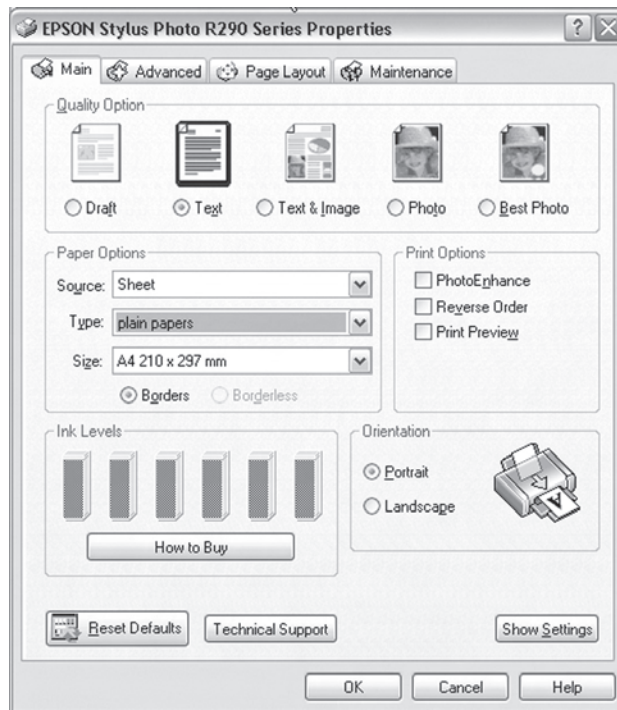 EPSON Stylus Photo R290 Series Properties
Main
Advanced
Page Layout
Maintenance
Quality Option
Draft
Text
Text & Image
Photo
Best Photo
Paper Options
Source: Sheet
Type: plain papers
Size: A4 210 x 297 mm
Borders
Borderless
Print Options
PhotoEnhance
Reverse Order
Print Preview
Ink Levels
How to Buy
Orientation
Portrait
Landscape
A
Reset Defaults
Technical Support
Show Settings
OK
Cancel
Help